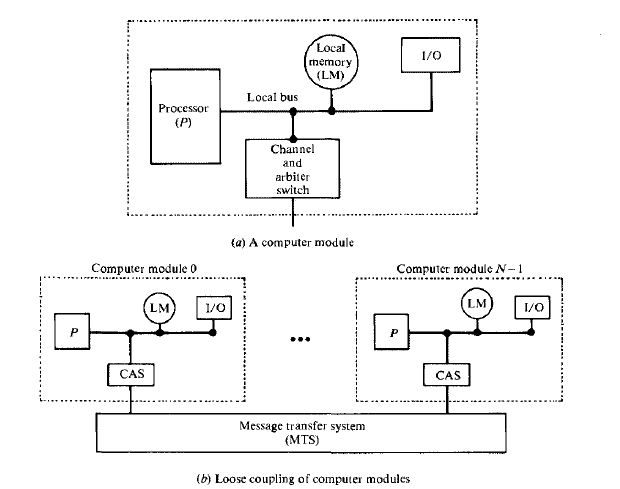 Local
memory
(LM)
I/O
Processor
(P)
Local bus
Channel
and
arbiter
switch
(a) A computer module
Computer module 0
Computer module N−1
LM
I/O
P
CAS
LM
I/O
P
CAS
Message transfer system
(MTS)
(b) Loose coupling of computer modules